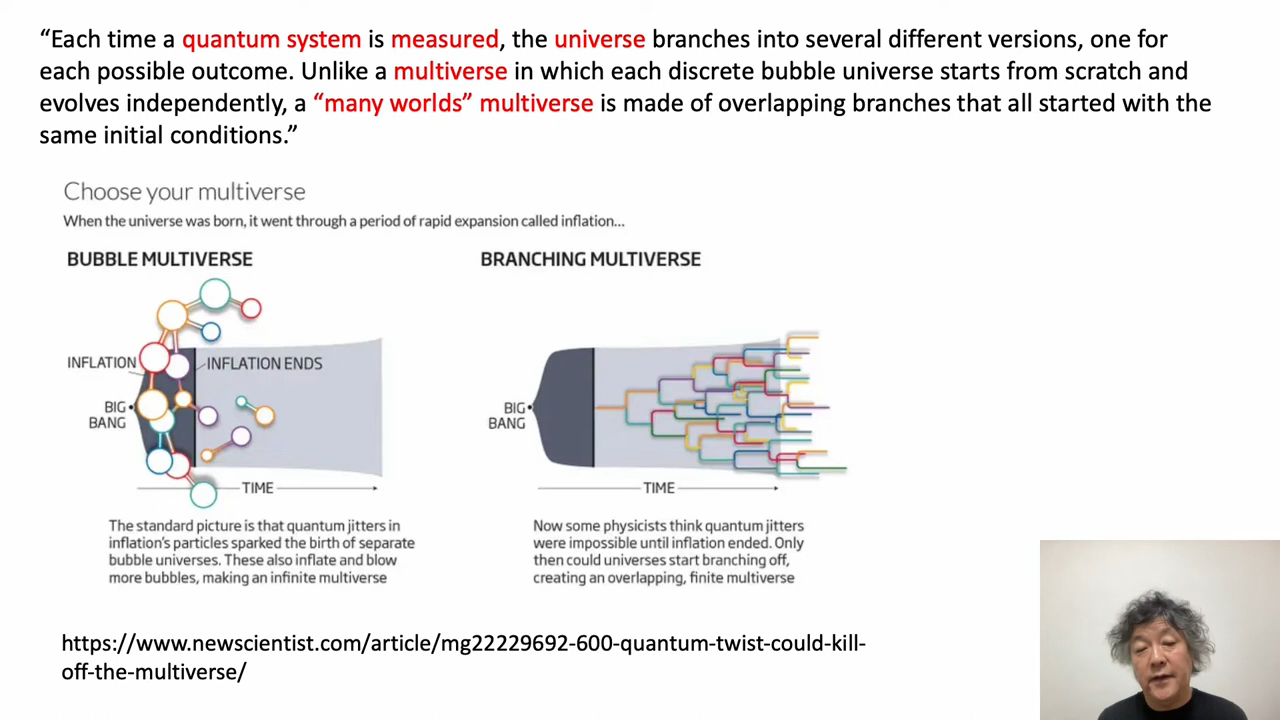 “Each time a quantum system is measured, the universe branches into several different versions, one for
each possible outcome. Unlike a multiverse in which each discrete bubble universe starts from scratch and
evolves independently, a “many worlds” multiverse is made of overlapping branches that all started with the
same initial conditions.”
Choose your multiverse
When the universe was born, it went through a period of rapid expansion called inflation...
BUBBLE MULTIVERSE
INFLATION
INFLATION ENDS
BIG
BANG
TIME
The standard picture is that quantum jitters in
inflation's particles sparked the birth of separate
bubble universes. These also inflate and blow
more bubbles, making an infinite multiverse
BRANCHING MULTIVERSE
BIG
BANG
TIME
Now some physicists think quantum jitters
were impossible until inflation ended. Only
then could universes start branching off,
creating an overlapping, finite multiverse
https://www.newscientist.com/article/mg22229692-600-quantum-twist-could-kill-
off-the-multiverse/